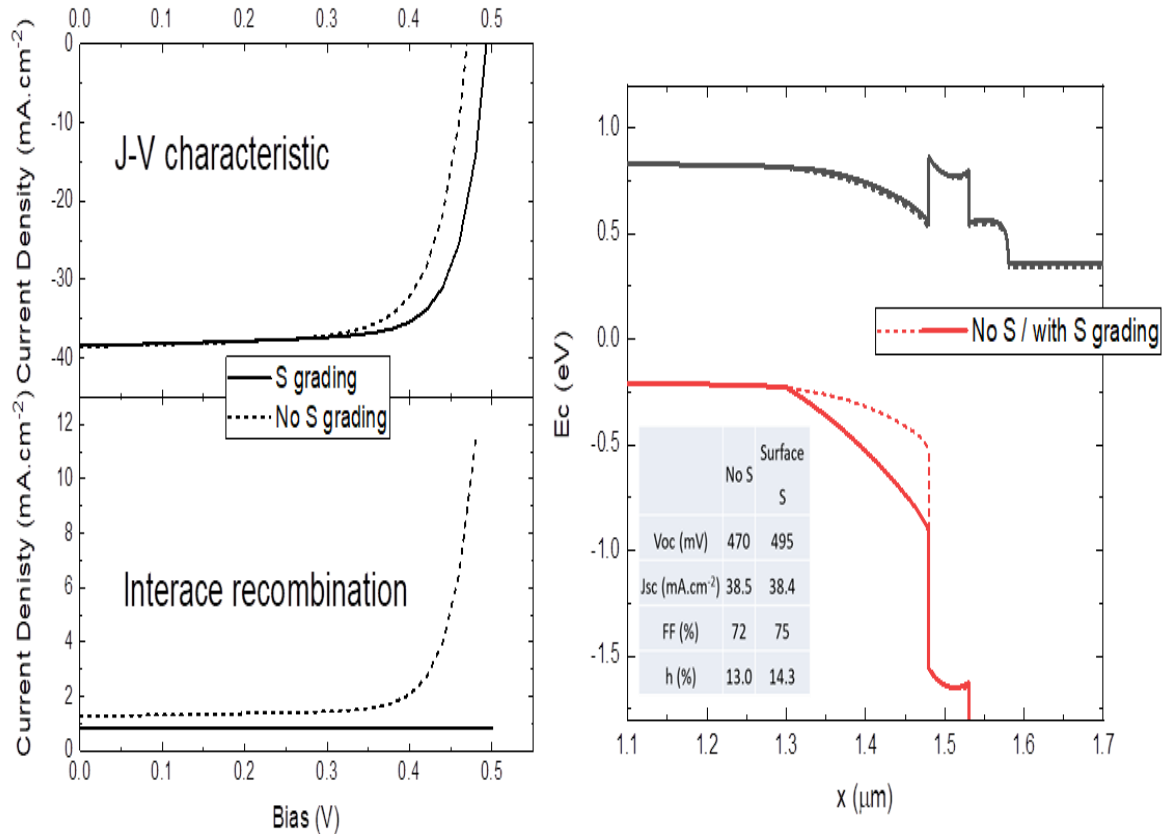 0.0 0.1 0.2 0.3 0.4 0.5
Current Density (mA.cm⁻²)
0
-10
-20
-30
-40
J-V characteristic
S grading
No S grading
Current Denisty (mA.cm⁻²)
12
10
8
6
4
2
0
Interace recombination
0.0 0.1 0.2 0.3 0.4 0.5
Bias (V)
Ec (eV)
1.0
0.5
0.0
-0.5
-1.0
-1.5
No S / with S grading
No S Surface S
Voc (mV) 470 495
Jsc (mA.cm⁻²) 38.5 38.4
FF (%) 72 75
h (%) 13.0 14.3
1.1 1.2 1.3 1.4 1.5 1.6 1.7
x (μm)